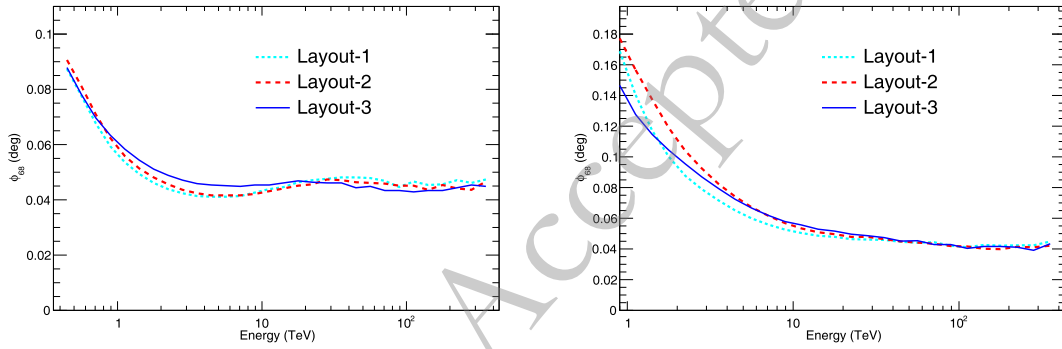 0.1
0.08
0.06
0.04
0.02
0
φ68 (deg)
Layout-1
Layout-2
Layout-3
1
10
10²
Energy (TeV)
0.18
0.16
0.14
0.12
0.1
0.08
0.06
0.04
0.02
0
φ68 (deg)
Layout-1
Layout-2
Layout-3
1
10
10²
Energy (TeV)
Accepte